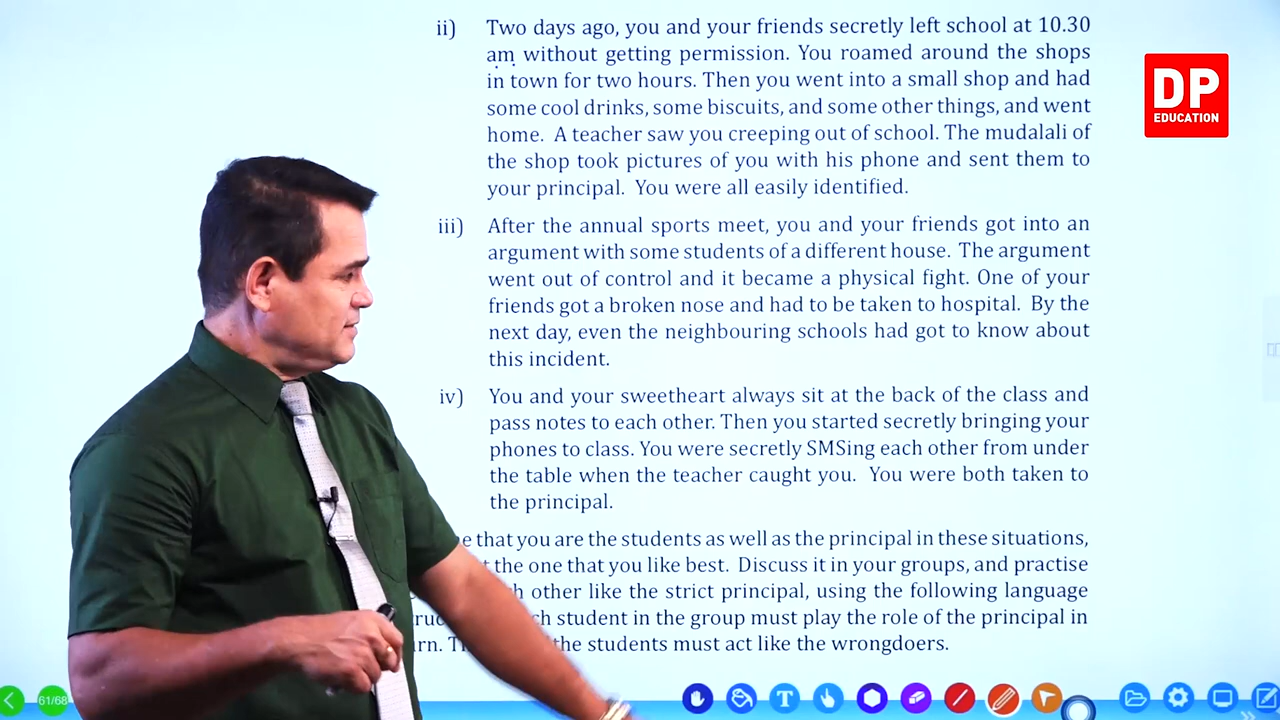 ii) Two days ago, you and your friends secretly left school at 10.30
am without getting permission. You roamed around the shops
in town for two hours. Then you went into a small shop and had
some cool drinks, some biscuits, and some other things, and went
home. A teacher saw you creeping out of school. The mudalali of
the shop took pictures of you with his phone and sent them to
your principal. You were all easily identified.
iii) After the annual sports meet, you and your friends got into an
argument with some students of a different house. The argument
went out of control and it became a physical fight. One of your
friends got a broken nose and had to be taken to hospital. By the
next day, even the neighbouring schools had got to know about
this incident.
iv) You and your sweetheart always sit at the back of the class and
pass notes to each other. Then you started secretly bringing your
phones to class. You were secretly SMSing each other from under
the table when the teacher caught you. You were both taken to
the principal.
that you are the students as well as the principal in these situations,
the one that you like best. Discuss it in your groups, and practise
other like the strict principal, using the following language
student in the group must play the role of the principal in
the students must act like the wrongdoers.
DP
EDUCATION
61/68
T